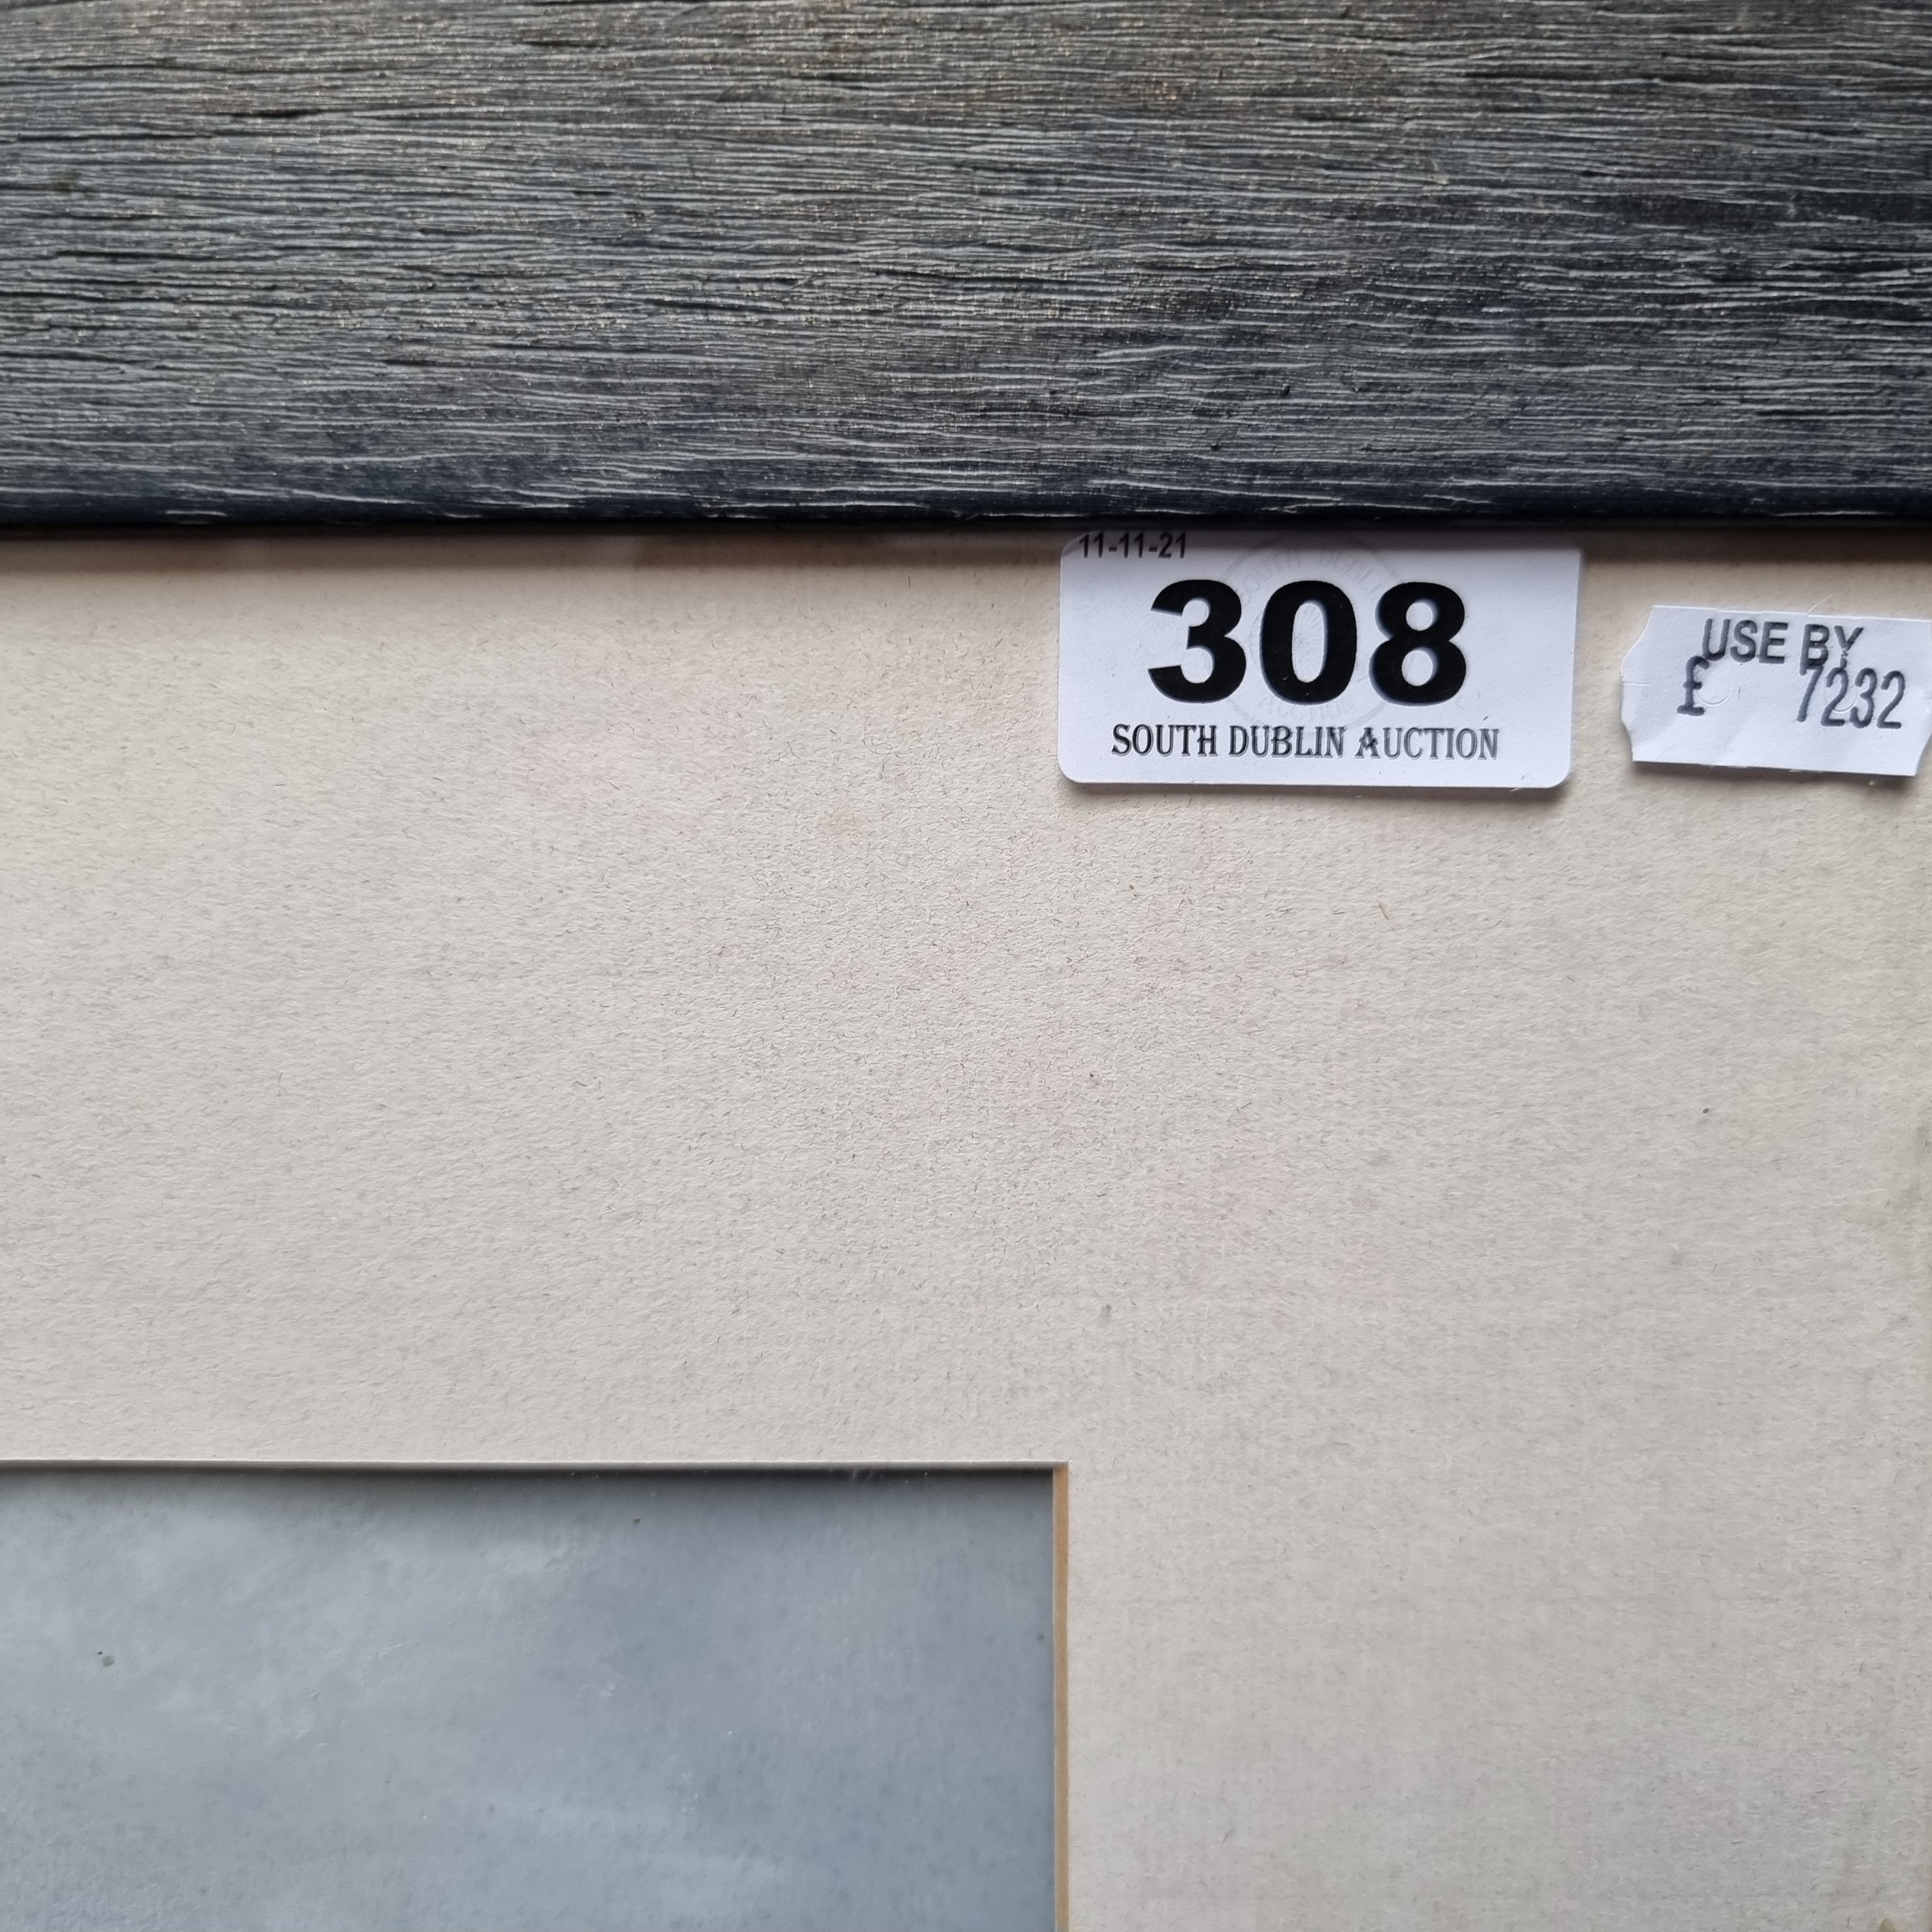 11-11-21
308
SOUTH DUBLIN AUCTION
USE BY
£ 7232